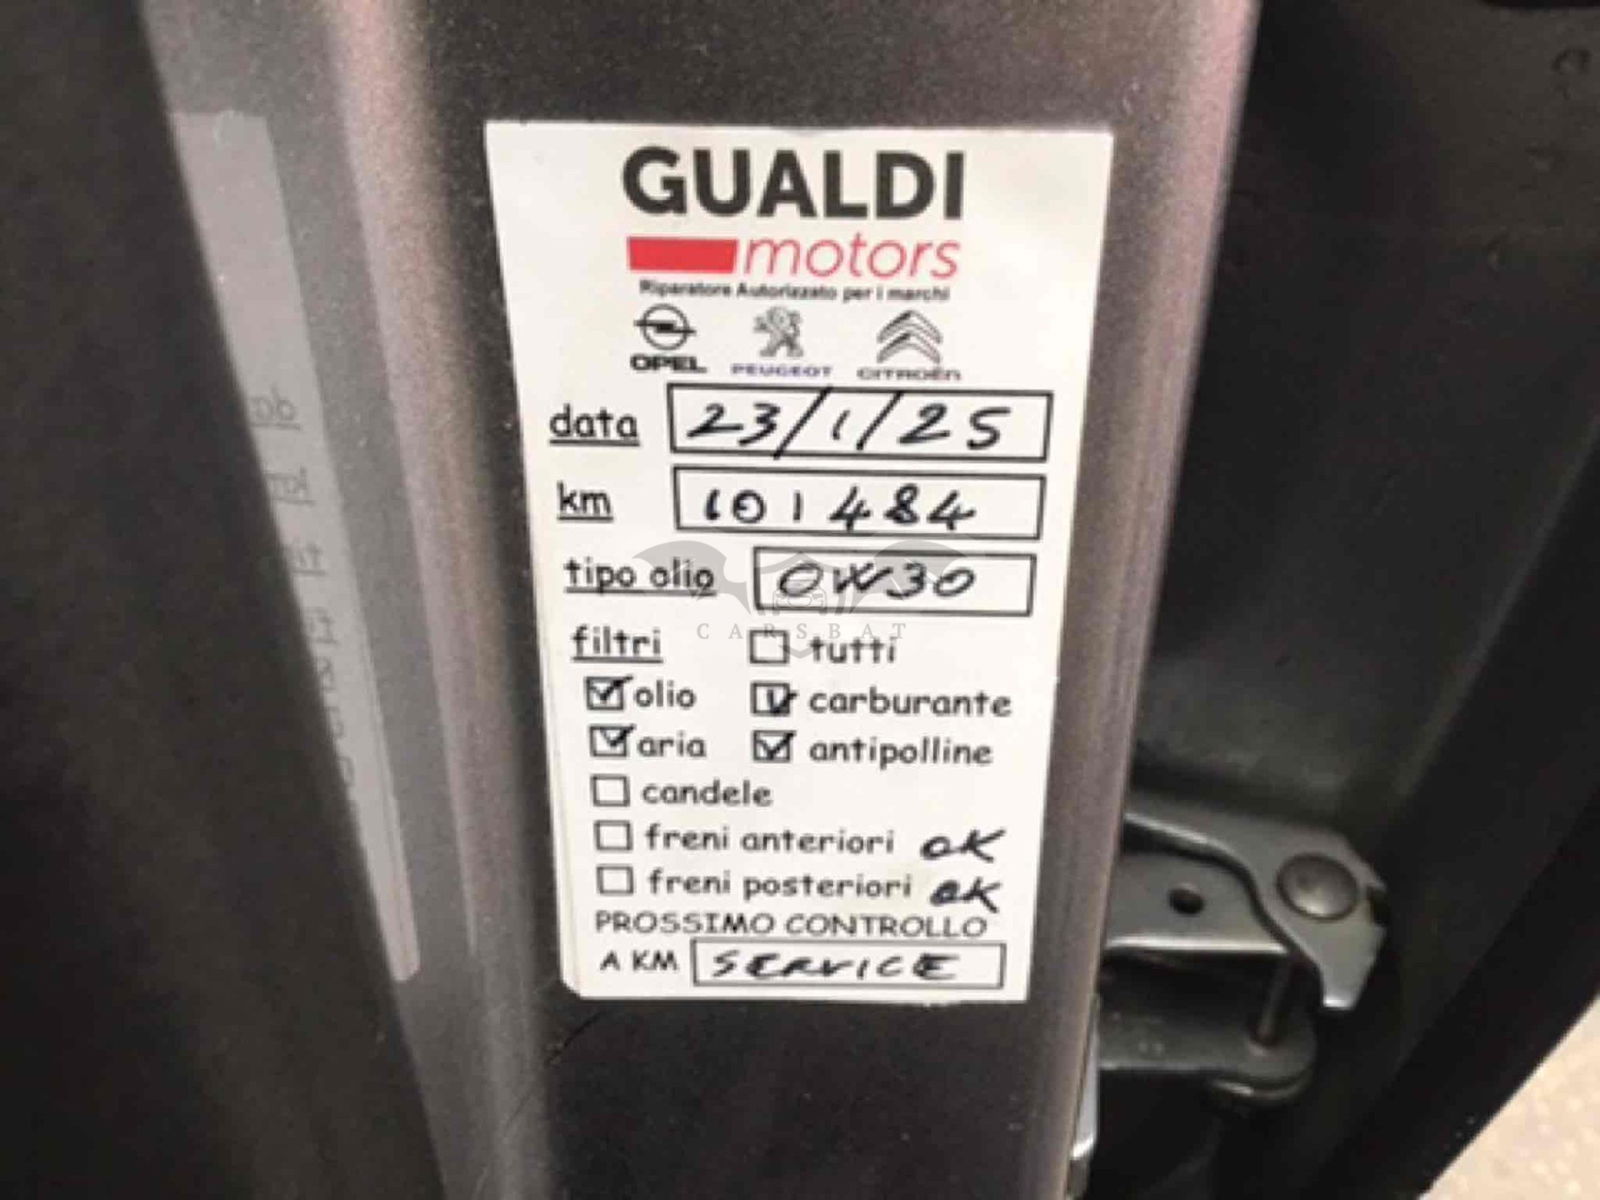 GUALDI
motors
Riparatore Autorizzato per i marchi
OPEL PEUGEOT CITROËN
data 23/1/25
km 101484
tipo olio 0W30
CARSBAT
filtri tutti
olio carburante
aria antipolline
candele
freni anteriori OK
freni posteriori OK
PROSSIMO CONTROLLO
A KM SERVICE